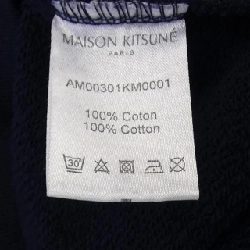 MAISON KITSUNÉ
PARIS
AM00301KM0001
100% Coton
100% Cotton
30